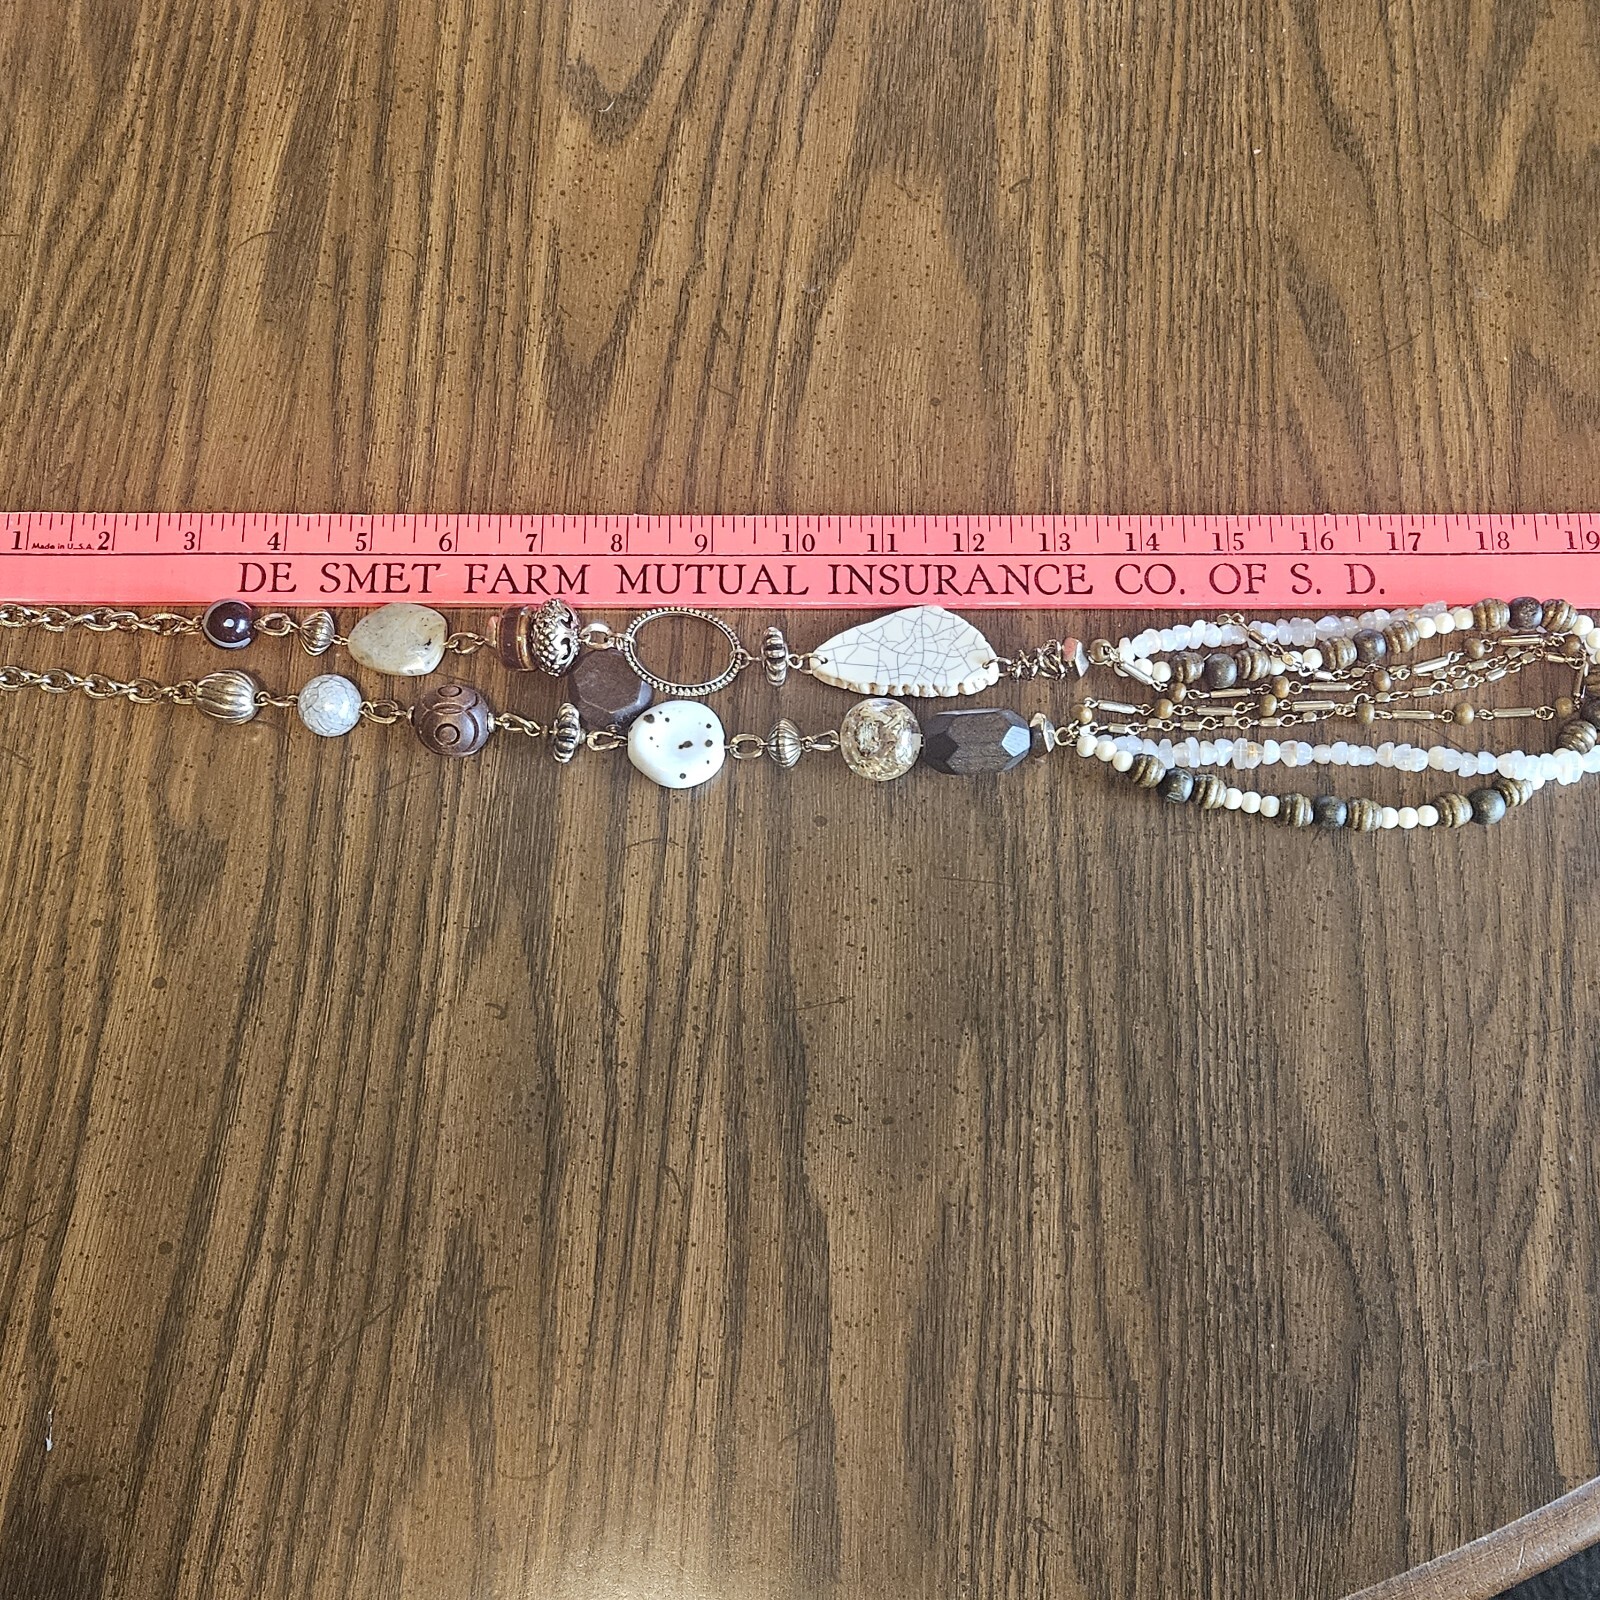 1 Made in U.S.A. 2 3 4 5 6 7 8 9 10 11 12 13 14 15 16 17 18 19
DE SMET FARM MUTUAL INSURANCE CO. OF S. D.